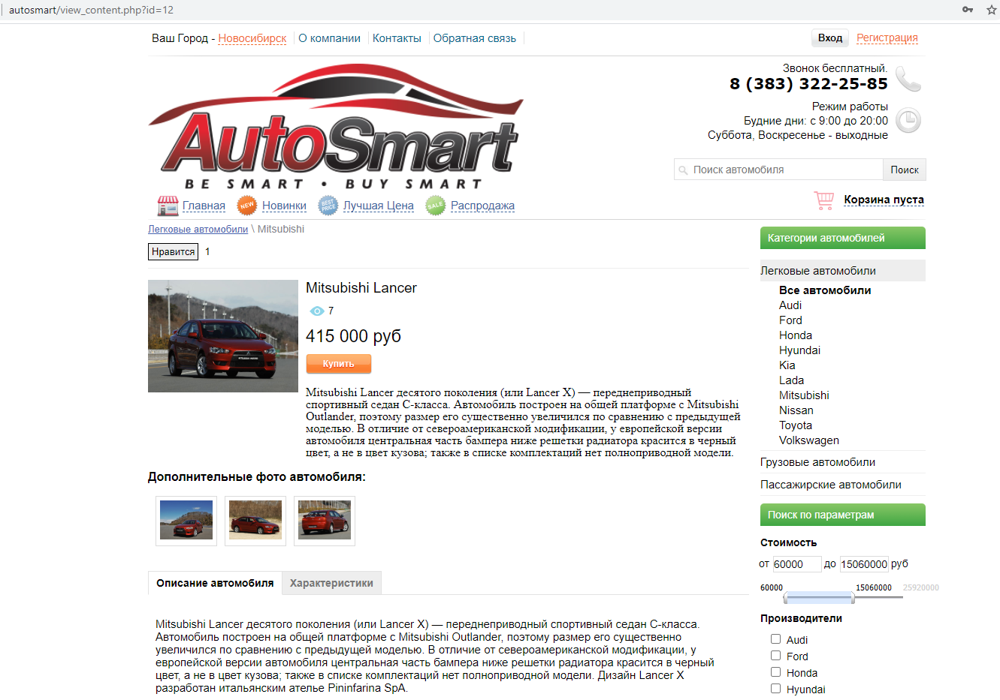 autosmart/view_content.php?id=12
Ваш Город - Новосибирск
О компании
Контакты
Обратная связь
Вход
Регистрация
AutoSmart
BE SMART • BUY SMART
Звонок бесплатный.
8 (383) 322-25-85
Режим работы
Будние дни: с 9:00 до 20:00
Суббота, Воскресенье - выходные
Поиск автомобиля
Поиск
Главная
NEW
Новинки
BEST PRICE
Лучшая Цена
SALE
Распродажа
Корзина пуста
Легковые автомобили \ Mitsubishi
Нравится 1
Mitsubishi Lancer
7
415 000 руб
Купить
Mitsubishi Lancer десятого поколения (или Lancer X) — переднеприводный
спортивный седан С-класса. Автомобиль построен на общей платформе с Mitsubishi
Outlander, поэтому размер его существенно увеличился по сравнению с предыдущей
моделью. В отличие от североамериканской модификации, у европейской версии
автомобиля центральная часть бампера ниже решетки радиатора красится в черный
цвет, а не в цвет кузова; также в списке комплектаций нет полноприводной модели.
Дополнительные фото автомобиля:
Описание автомобиля
Характеристики
Mitsubishi Lancer десятого поколения (или Lancer X) — переднеприводный спортивный седан С-класса.
Автомобиль построен на общей платформе с Mitsubishi Outlander, поэтому размер его существенно
увеличился по сравнению с предыдущей моделью. В отличие от североамериканской модификации, у
европейской версии автомобиля центральная часть бампера ниже решетки радиатора красится в черный
цвет, а не в цвет кузова; также в списке комплектаций нет полноприводной модели. Дизайн Lancer X
разработан итальянским ателье Pininfarina SpA.
Категории автомобилей
Легковые автомобили
Все автомобили
Audi
Ford
Honda
Hyundai
Kia
Lada
Mitsubishi
Nissan
Toyota
Volkswagen
Грузовые автомобили
Пассажирские автомобили
Поиск по параметрам
Стоимость
от 60000 до 15060000 руб
60000 15060000 25920000
Производители
Audi
Ford
Honda
Hyundai